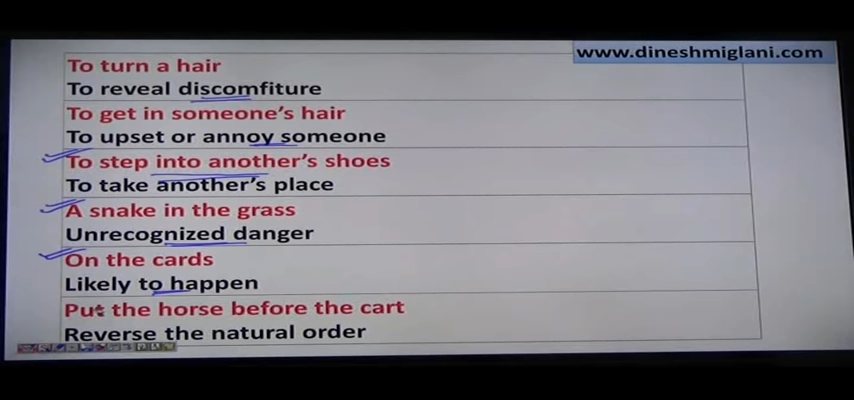 www.dineshmiglani.com
To turn a hair
To reveal discomfiture
To get in someone's hair
To upset or annoy someone
To step into another's shoes
To take another's place
A snake in the grass
Unrecognized danger
On the cards
Likely to happen
Put the horse before the cart
Reverse the natural order